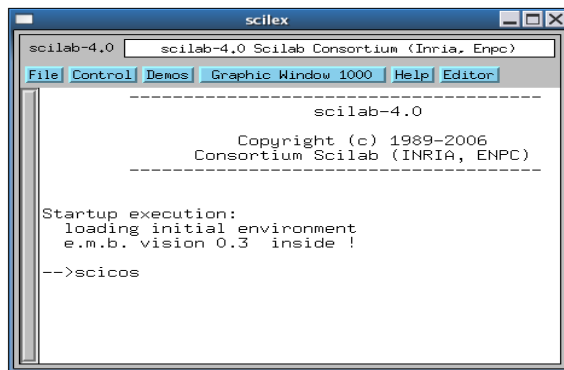 scilex
scilab-4.0 scilab-4.0 Scilab Consortium (Inria, Enpc)
File Control Demos Graphic Window 1000 Help Editor
----------------------------------------
scilab-4.0
Copyright (c) 1989-2006
Consortium Scilab (INRIA, ENPC)
----------------------------------------
Startup execution:
loading initial environment
e.m.b. vision 0.3 inside !
-->scicos